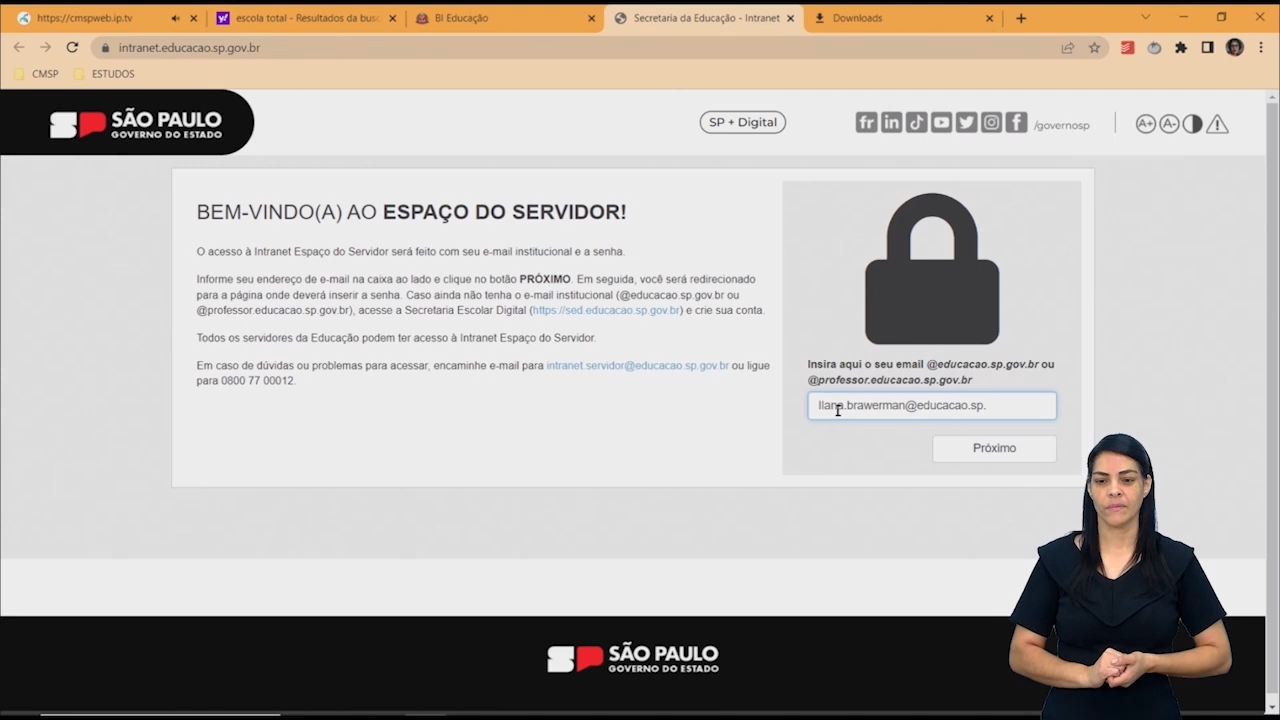 https://cmspweb.ip.tv
escola total - Resultados da bus
BI Educação
Secretaria da Educação - Intranet
Downloads
intranet.educacao.sp.gov.br
CMSP
ESTUDOS
SÃO PAULO
GOVERNO DO ESTADO
SP + Digital
/governosp
A+
A-
BEM-VINDO(A) AO ESPAÇO DO SERVIDOR!
O acesso à Intranet Espaço do Servidor será feito com seu e-mail institucional e a senha.
Informe seu endereço de e-mail na caixa ao lado e clique no botão PRÓXIMO. Em seguida, você será redirecionado
para a página onde deverá inserir a senha. Caso ainda não tenha o e-mail institucional (@educacao.sp.gov.br ou
@professor.educacao.sp.gov.br), acesse a Secretaria Escolar Digital (https://sed.educacao.sp.gov.br) e crie sua conta.
Todos os servidores da Educação podem ter acesso à Intranet Espaço do Servidor.
Em caso de dúvidas ou problemas para acessar, encaminhe e-mail para intranet.servidor@educacao.sp.gov.br ou ligue
para 0800 77 00012.
Insira aqui o seu email @educacao.sp.gov.br ou
@professor.educacao.sp.gov.br
Ilana.brawerman@educacao.sp.
Próximo
SÃO PAULO
GOVERNO DO ESTADO